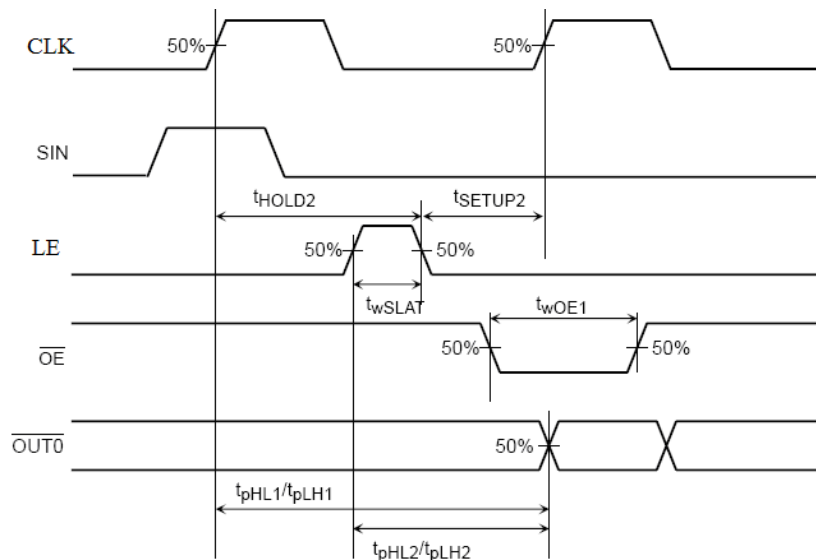 CLK 50% 50%
SIN
tHOLD2 tSETUP2
LE 50% 50%
twSLAT twOE1
OE 50% 50%
OUT0 50%
tpHL1/tpLH1
tpHL2/tpLH2